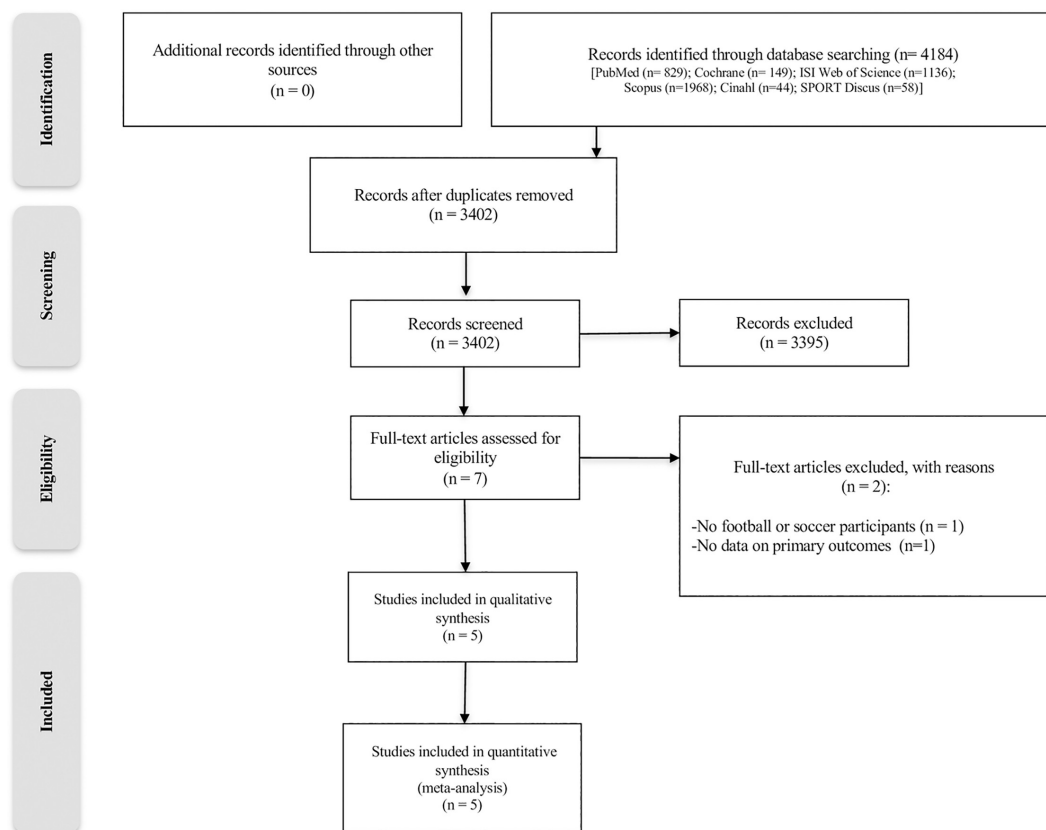 Identification
Additional records identified through other
sources
(n = 0)
Records identified through database searching (n= 4184)
[PubMed (n= 829); Cochrane (n= 149); ISI Web of Science (n=1136);
Scopus (n=1968); Cinahl (n=44); SPORT Discus (n=58)]
Records after duplicates removed
(n = 3402)
Screening
Records screened
(n = 3402)
Records excluded
(n = 3395)
Eligibility
Full-text articles assessed for
eligibility
(n = 7)
Full-text articles excluded, with reasons
(n = 2):
-No football or soccer participants (n = 1)
-No data on primary outcomes (n=1)
Included
Studies included in qualitative
synthesis
(n = 5)
Studies included in quantitative
synthesis
(meta-analysis)
(n = 5)